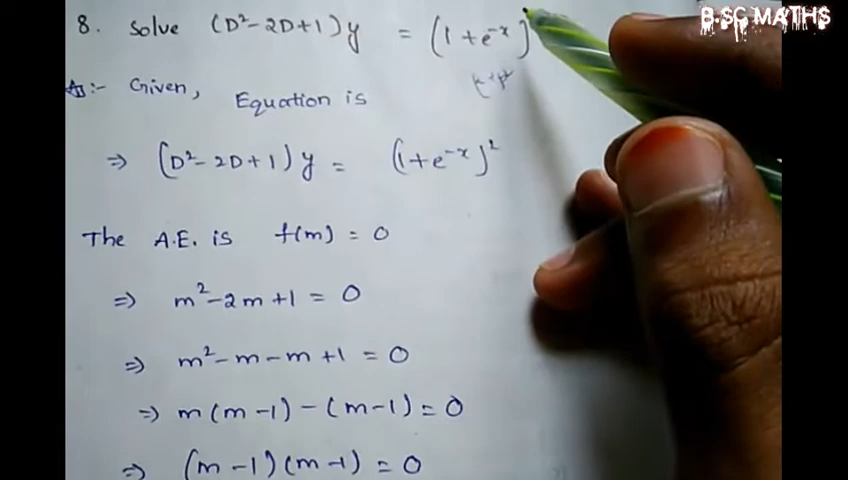 B.SC MATHS
8. Solve (D²-2D+1)y = (1+e⁻ˣ)
A:- Given, Equation is
⇒ (D²-2D+1)y = (1+e⁻ˣ)²
The A.E. is f(m) = 0
⇒ m²-2m+1 = 0
⇒ m²-m-m+1 = 0
⇒ m(m-1)-(m-1) = 0
⇒ (m-1)(m-1) = 0